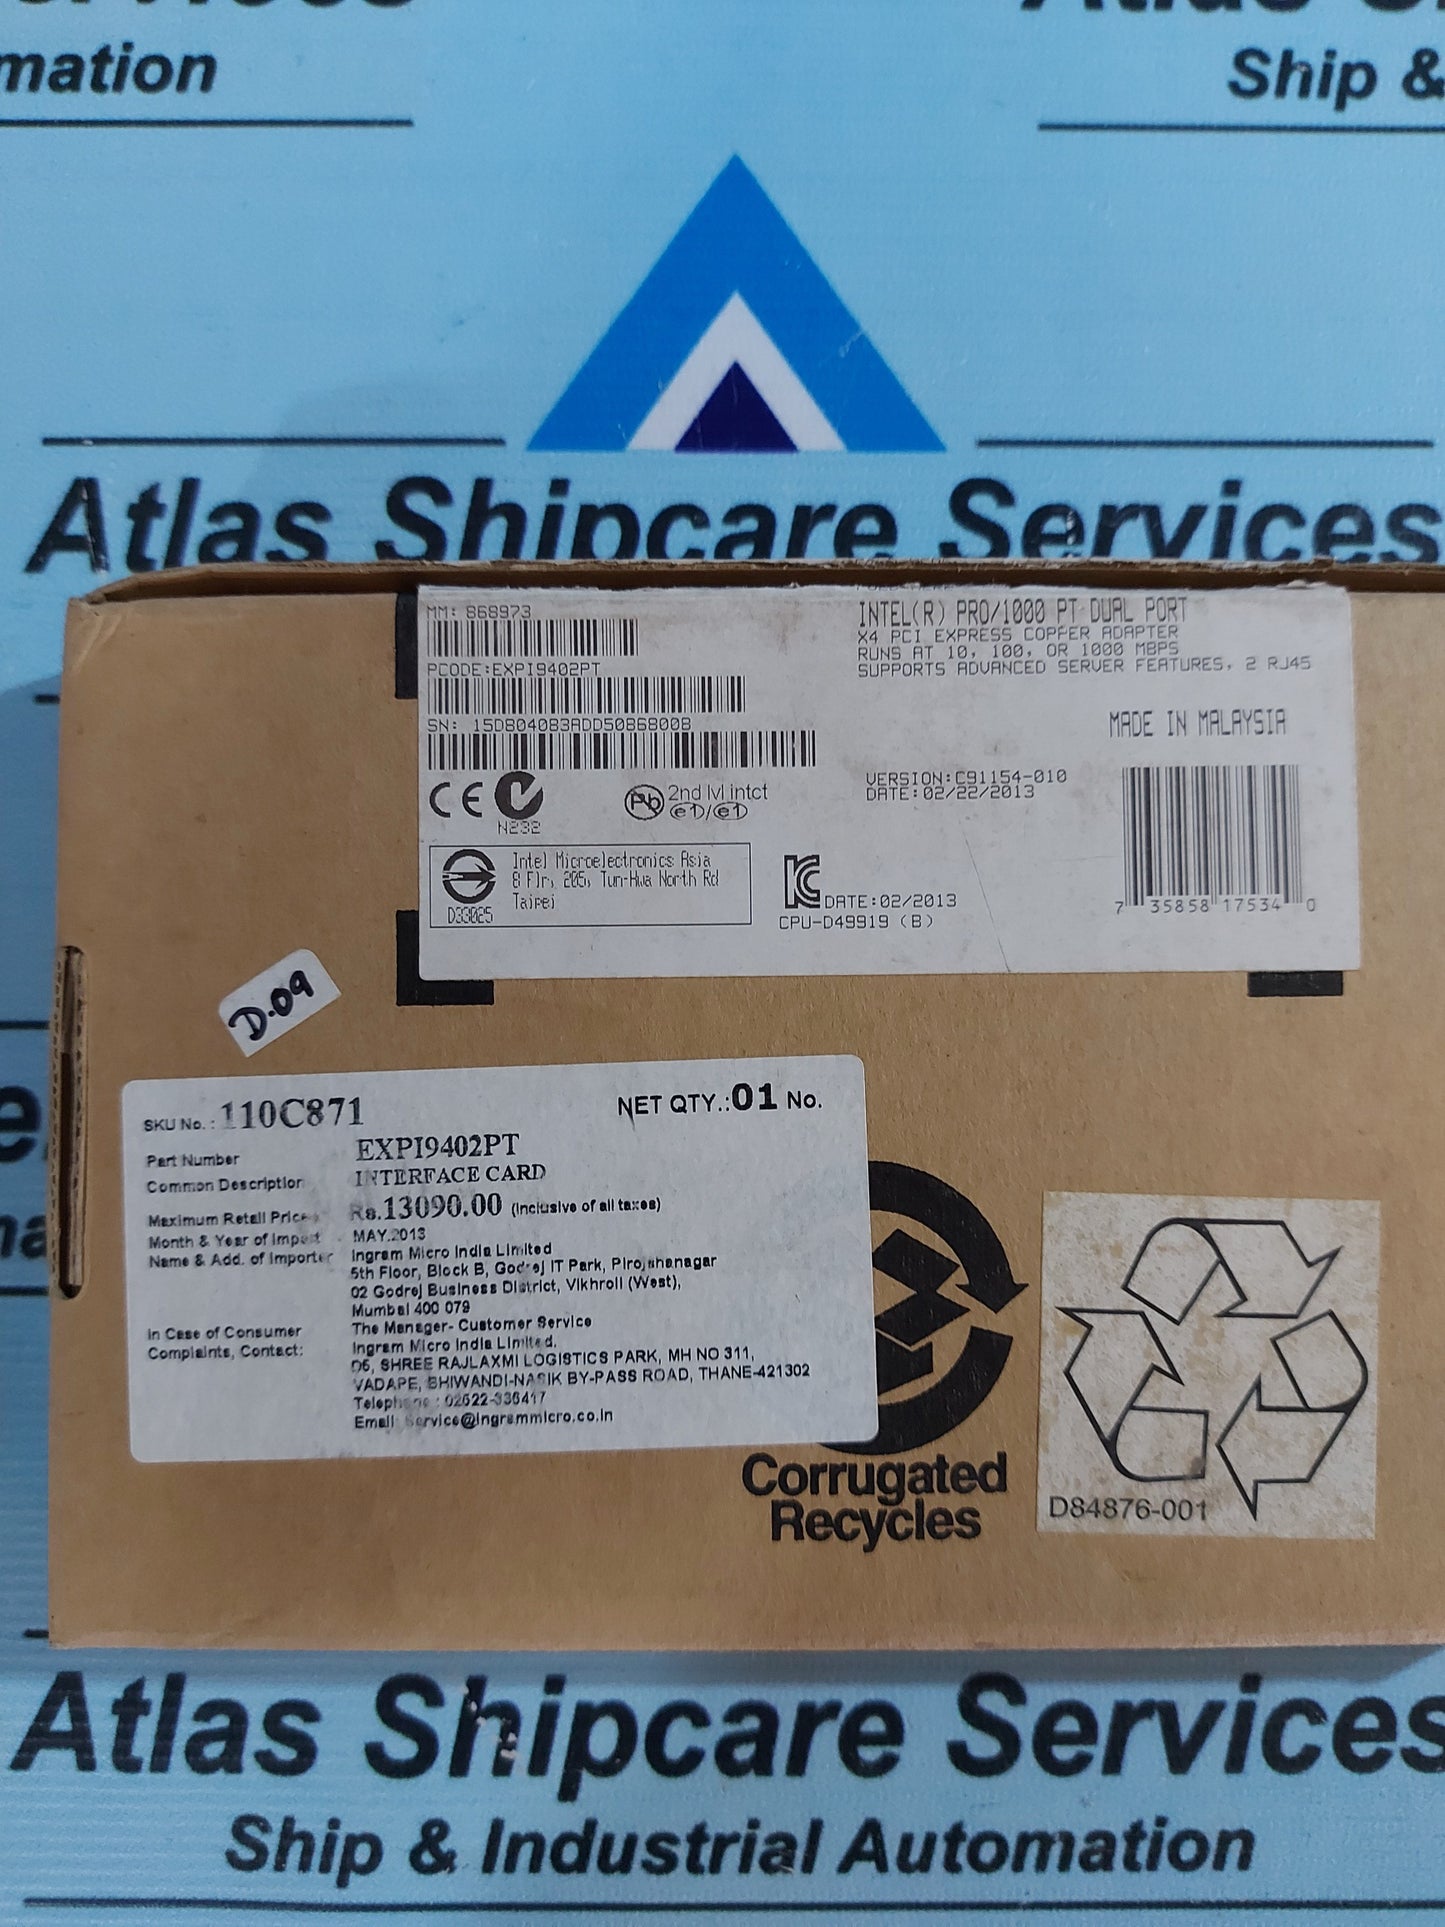 mation
Ship &
Atlas Shipcare Services
MM: 868973
PCODE:EXPI9402PT
SN: 15D804083ADD50868008
INTEL(R) PRO/1000 PT DUAL PORT
X4 PCI EXPRESS COPPER ADAPTER
RUNS AT 10, 100, OR 1000 MBPS
SUPPORTS ADVANCED SERVER FEATURES, 2 RJ45
MADE IN MALAYSIA
VERSION:C91154-010
DATE:02/22/2013
CE
N232
Pb
2nd lvl intct
e1/e1
Intel Microelectronics Asia
8 Flr, 205, Tun-Hwa North Rd
Taipei
D33025
DATE:02/2013
CPU-D49919 (B)
7 35858 17534 0
D-09
SKU No.: 110C871
NET QTY.:01 No.
Part Number EXPI9402PT
Common Description INTERFACE CARD
Maximum Retail Price Rs.13090.00 (Inclusive of all taxes)
Month & Year of Import MAY.2013
Name & Add. of Importer Ingram Micro India Limited
5th Floor, Block B, Godrej IT Park, Pirojshanagar
02 Godrej Business District, Vikhroli (West),
Mumbai 400 079
In Case of Consumer The Manager- Customer Service
Complaints, Contact: Ingram Micro India Limited.
06, SHREE RAJLAXMI LOGISTICS PARK, MH NO 311,
VADAPE, BHIWANDI-NASIK BY-PASS ROAD, THANE-421302
Telephone : 02522-336417
Email: Service@ingrammicro.co.in
Corrugated
Recycles
D84876-001
Atlas Shipcare Services
Ship & Industrial Automation